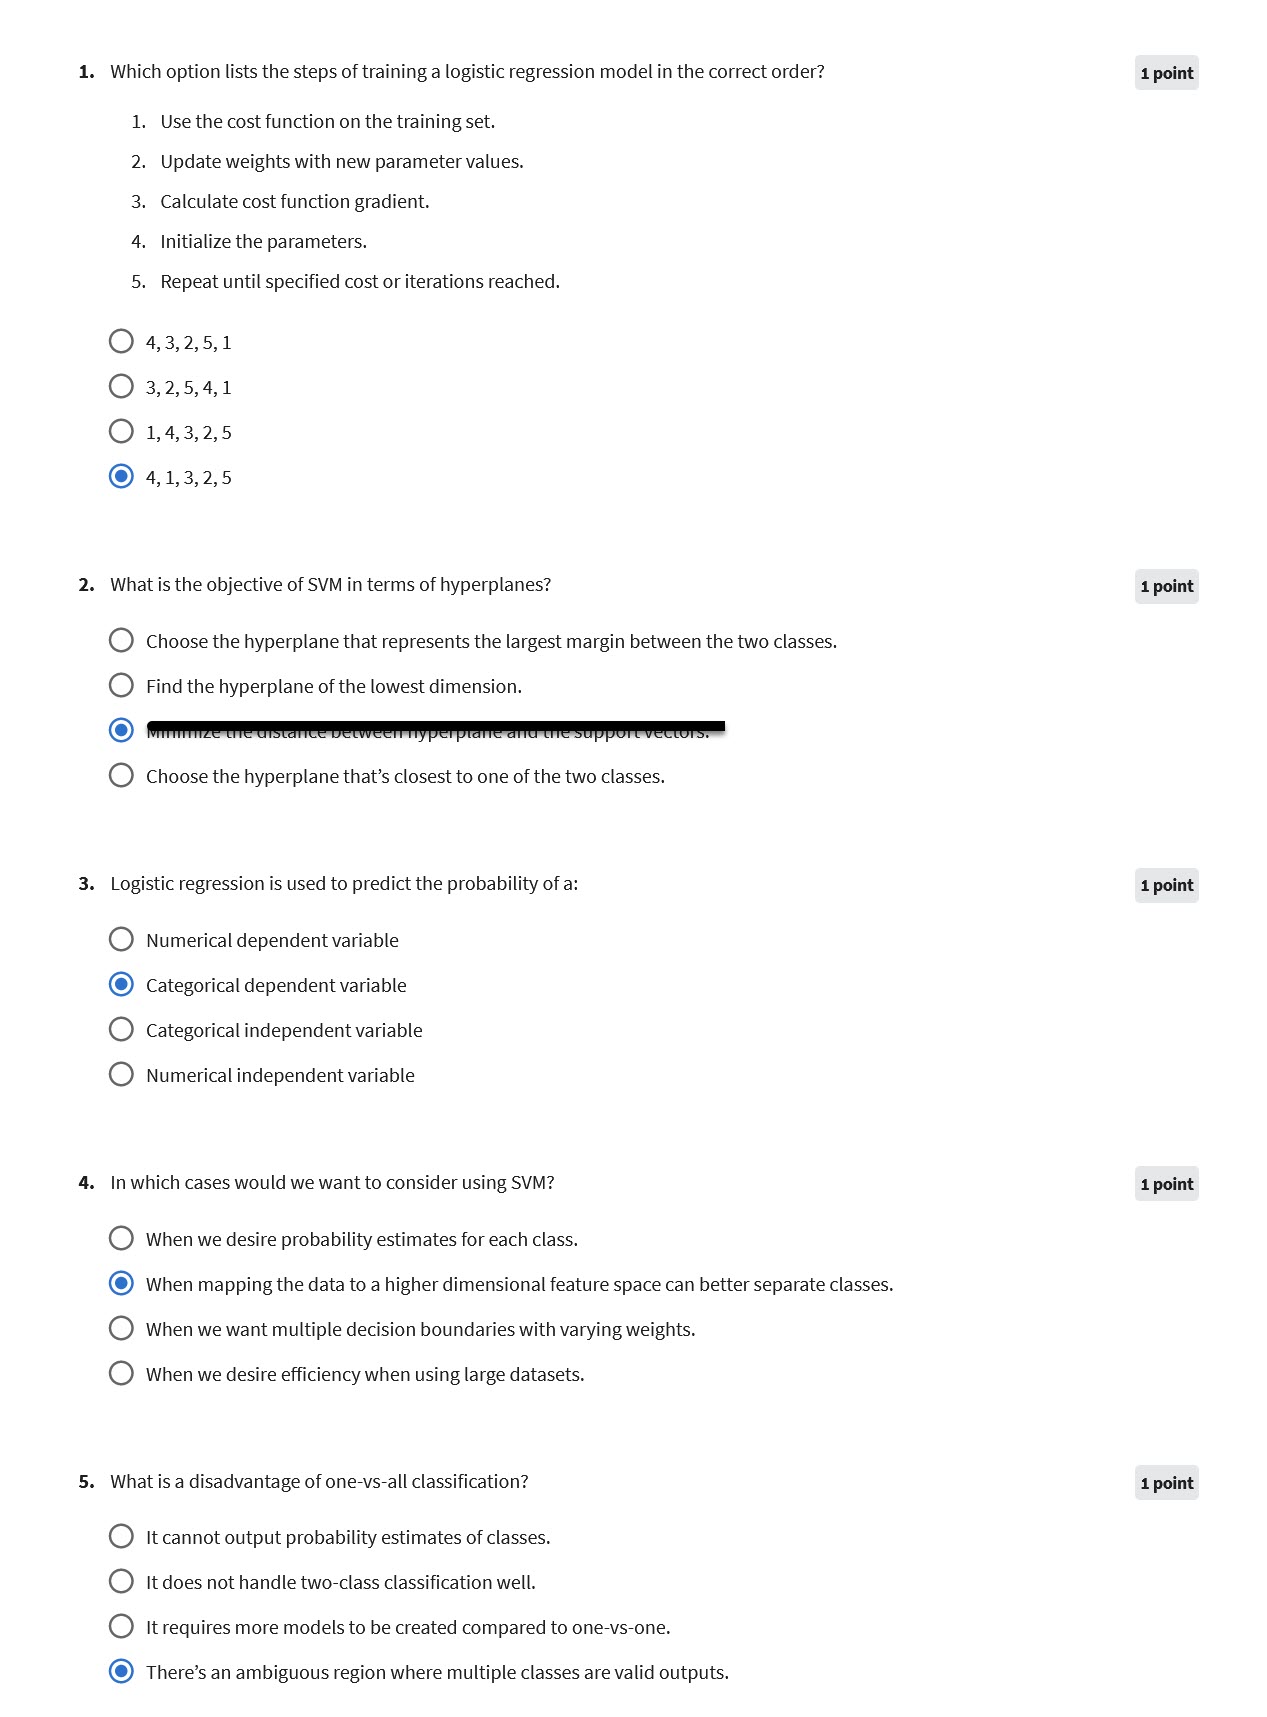 1. Which option lists the steps of training a logistic regression model in the correct order?
1 point
1. Use the cost function on the training set.
2. Update weights with new parameter values.
3. Calculate cost function gradient.
4. Initialize the parameters.
5. Repeat until specified cost or iterations reached.
4, 3, 2, 5, 1
3, 2, 5, 4, 1
1, 4, 3, 2, 5
4, 1, 3, 2, 5
2. What is the objective of SVM in terms of hyperplanes?
1 point
Choose the hyperplane that represents the largest margin between the two classes.
Find the hyperplane of the lowest dimension.
Minimize the distance between hyperplane and the support vectors.
Choose the hyperplane that’s closest to one of the two classes.
3. Logistic regression is used to predict the probability of a:
1 point
Numerical dependent variable
Categorical dependent variable
Categorical independent variable
Numerical independent variable
4. In which cases would we want to consider using SVM?
1 point
When we desire probability estimates for each class.
When mapping the data to a higher dimensional feature space can better separate classes.
When we want multiple decision boundaries with varying weights.
When we desire efficiency when using large datasets.
5. What is a disadvantage of one-vs-all classification?
1 point
It cannot output probability estimates of classes.
It does not handle two-class classification well.
It requires more models to be created compared to one-vs-one.
There’s an ambiguous region where multiple classes are valid outputs.